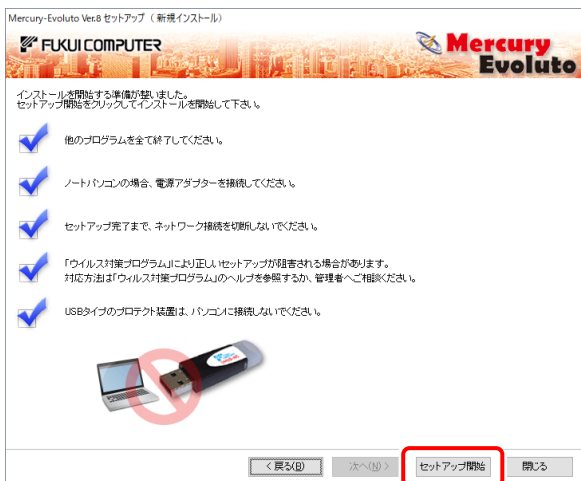 Mercury-Evoluto Ver.8 セットアップ（新規インストール）
FUKUI COMPUTER
Mercury
Evoluto
インストールを開始する準備が整いました。
セットアップ開始をクリックしてインストールを開始して下さい。
他のプログラムを全て終了してください。
ノートパソコンの場合、電源アダプターを接続してください。
セットアップ完了まで、ネットワーク接続を切断しないでください。
「ウイルス対策プログラム」により正しいセットアップが阻害される場合があります。
対応方法は「ウィルス対策プログラム」のヘルプを参照するか、管理者へご相談ください。
USBタイプのプロテクト装置は、パソコンに接続しないでください。
< 戻る(B)
次へ(N) >
セットアップ開始
閉じる